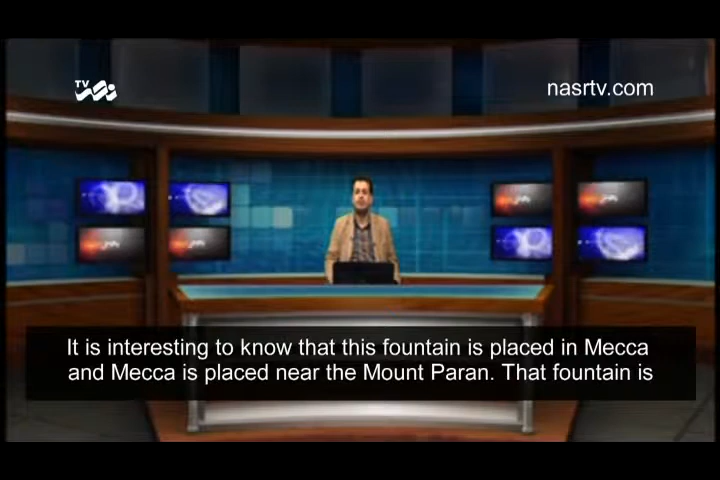 TV
nasrtv.com
It is interesting to know that this fountain is placed in Mecca
and Mecca is placed near the Mount Paran. That fountain is